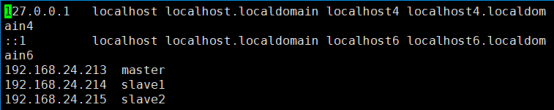 127.0.0.1   localhost localhost.localdomain localhost4 localhost4.localdom
ain4
::1         localhost localhost.localdomain localhost6 localhost6.localdom
ain6
192.168.24.213  master
192.168.24.214  slave1
192.168.24.215  slave2